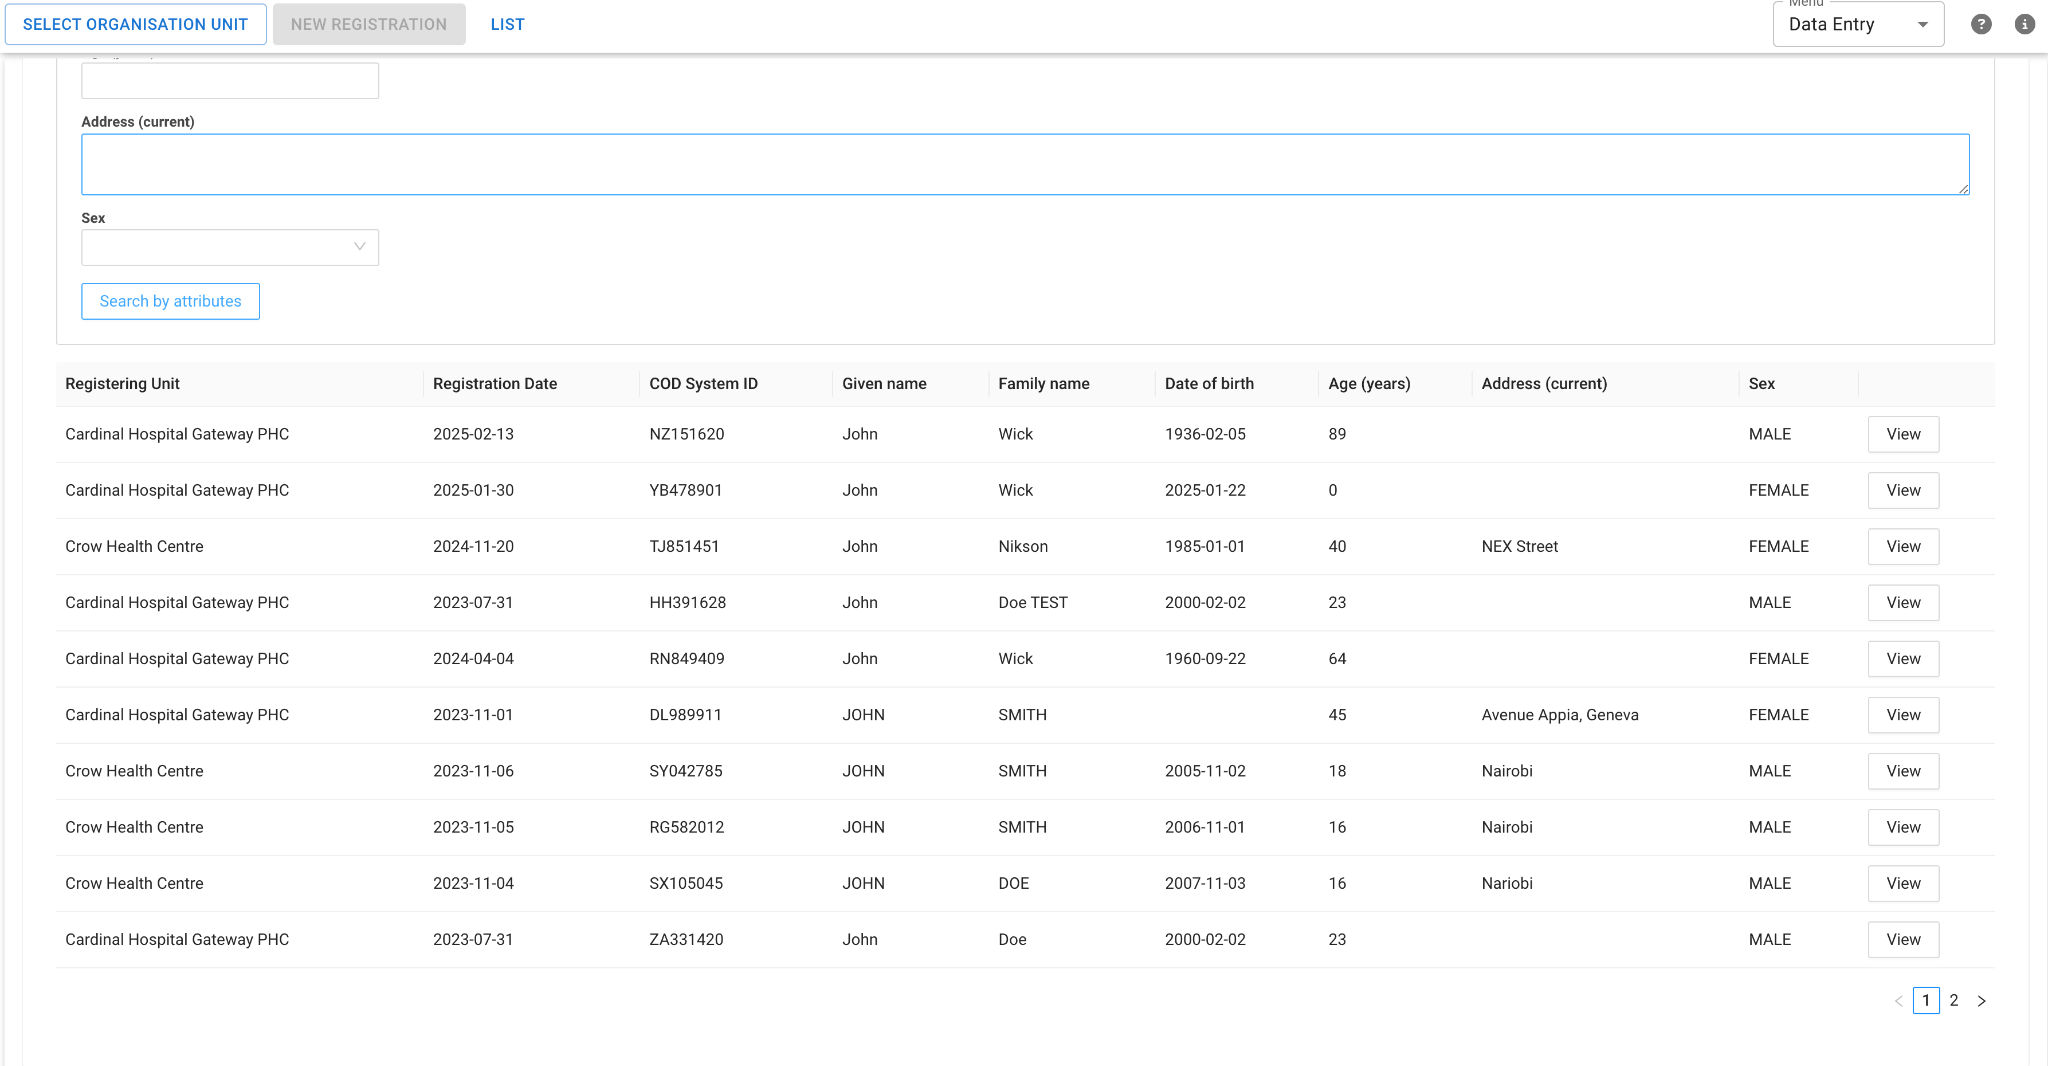 SELECT ORGANISATION UNIT NEW REGISTRATION LIST Menu Data Entry
Address (current)
Sex
Search by attributes
Registering Unit Registration Date COD System ID Given name Family name Date of birth Age (years) Address (current) Sex
Cardinal Hospital Gateway PHC 2025-02-13 NZ151620 John Wick 1936-02-05 89 MALE View
Cardinal Hospital Gateway PHC 2025-01-30 YB478901 John Wick 2025-01-22 0 FEMALE View
Crow Health Centre 2024-11-20 TJ851451 John Nikson 1985-01-01 40 NEX Street FEMALE View
Cardinal Hospital Gateway PHC 2023-07-31 HH391628 John Doe TEST 2000-02-02 23 MALE View
Cardinal Hospital Gateway PHC 2024-04-04 RN849409 John Wick 1960-09-22 64 FEMALE View
Cardinal Hospital Gateway PHC 2023-11-01 DL989911 JOHN SMITH 45 Avenue Appia, Geneva FEMALE View
Crow Health Centre 2023-11-06 SY042785 JOHN SMITH 2005-11-02 18 Nairobi MALE View
Crow Health Centre 2023-11-05 RG582012 JOHN SMITH 2006-11-01 16 Nairobi MALE View
Crow Health Centre 2023-11-04 SX105045 JOHN DOE 2007-11-03 16 Nariobi MALE View
Cardinal Hospital Gateway PHC 2023-07-31 ZA331420 John Doe 2000-02-02 23 MALE View
< 1 2 >